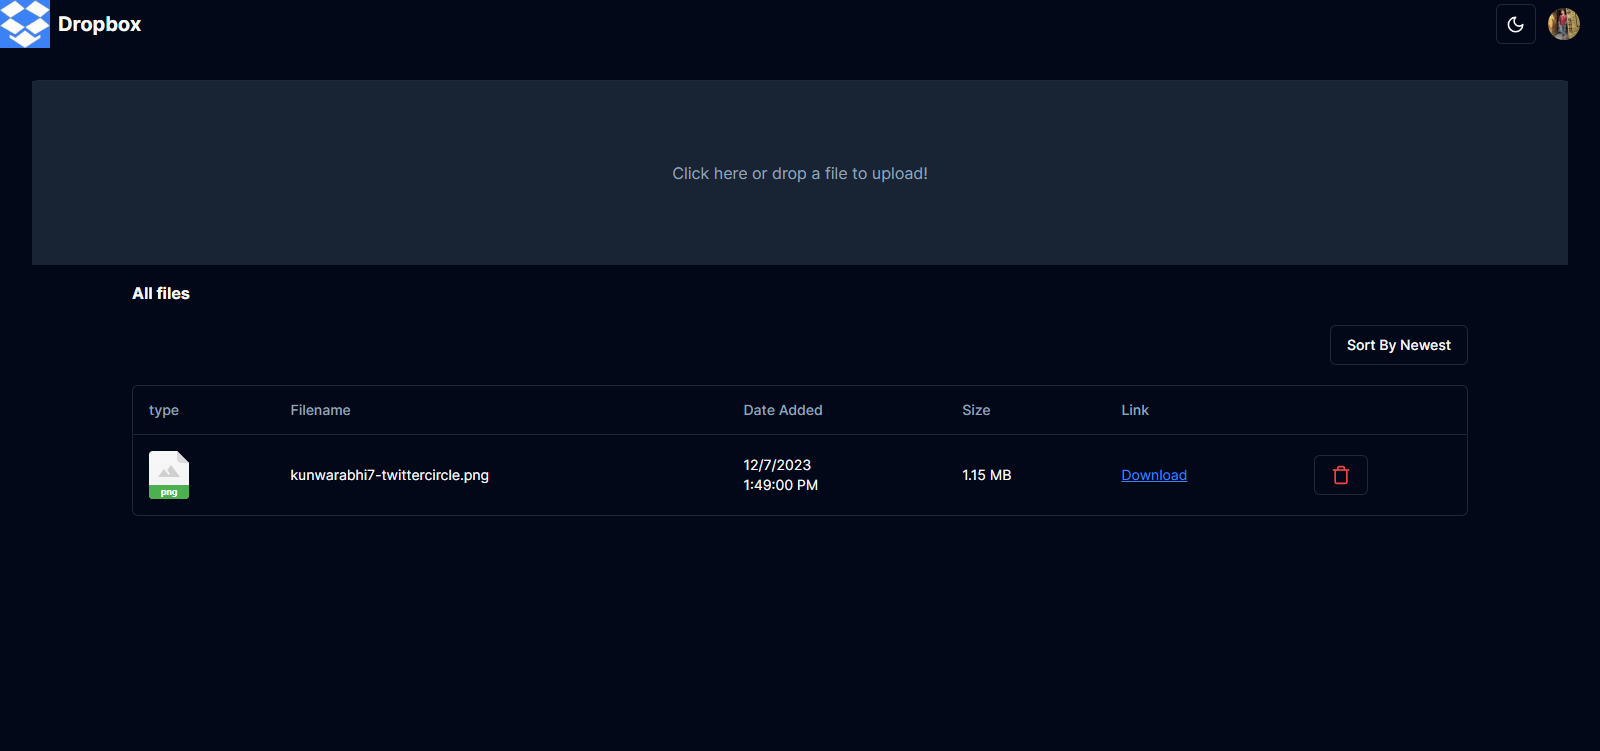 Dropbox
Click here or drop a file to upload!
All files
Sort By Newest
type Filename Date Added Size Link
png kunwarabhi7-twittercircle.png 12/7/2023 1.15 MB Download
1:49:00 PM